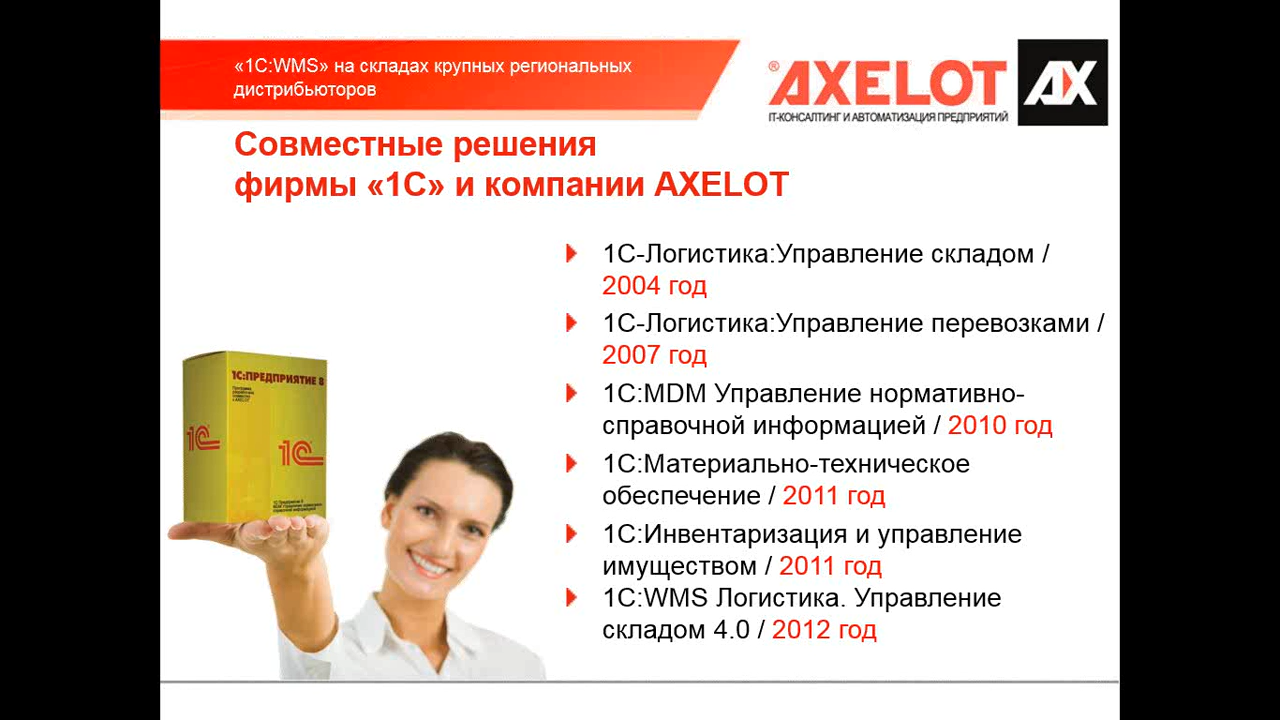 «1С:WMS» на складах крупных региональных
дистрибьюторов
® AXELOT AX
IT-КОНСАЛТИНГ И АВТОМАТИЗАЦИЯ ПРЕДПРИЯТИЙ
Совместные решения
фирмы «1С» и компании AXELOT
1С-Логистика:Управление складом /
2004 год
1С-Логистика:Управление перевозками /
2007 год
1С:MDM Управление нормативно-
справочной информацией / 2010 год
1С:Материально-техническое
обеспечение / 2011 год
1С:Инвентаризация и управление
имуществом / 2011 год
1С:WMS Логистика. Управление
складом 4.0 / 2012 год
1С:ПРЕДПРИЯТИЕ 8
1С
1С